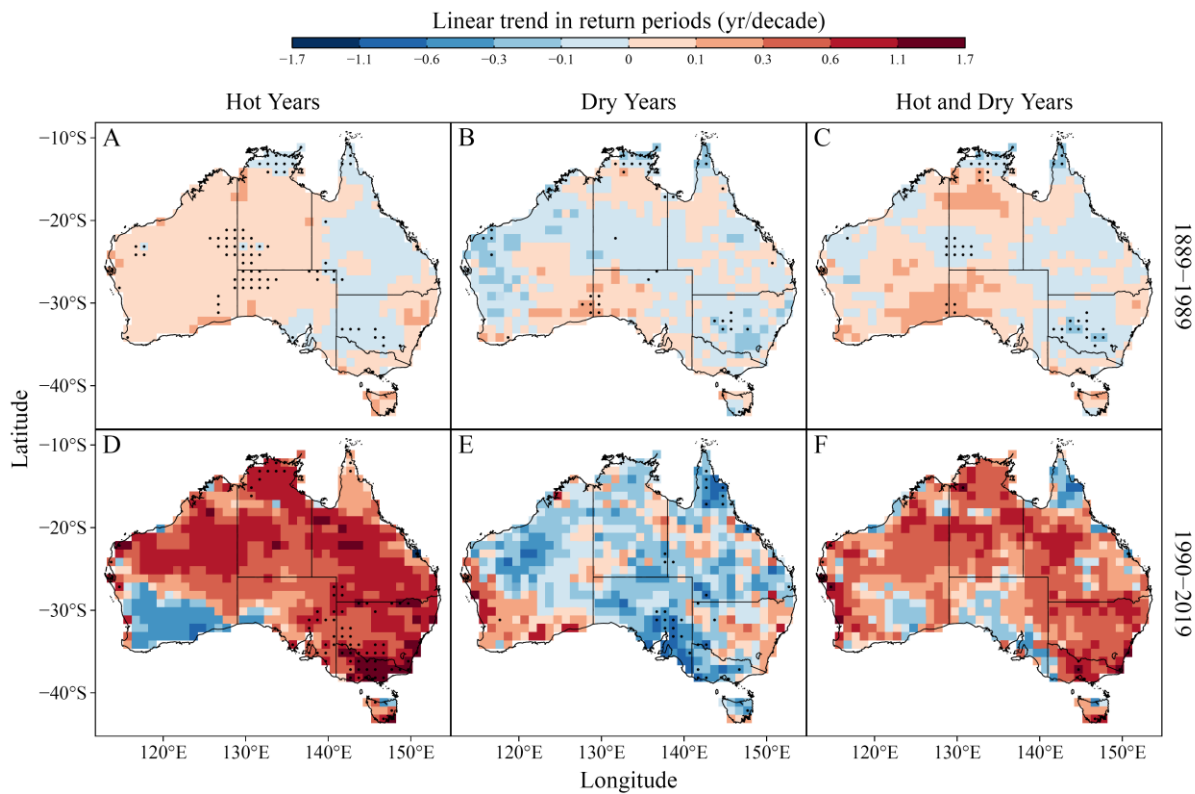 Linear trend in return periods (yr/decade)
−1.7 −1.1 −0.6 −0.3 −0.1 0 0.1 0.3 0.6 1.1 1.7
Hot Years Dry Years Hot and Dry Years
A B C
−10°S
−20°S
−30°S
−40°S
1889−1989
Latitude
D E F
−10°S
−20°S
−30°S
−40°S
1990−2019
120°E 130°E 140°E 150°E 120°E 130°E 140°E 150°E 120°E 130°E 140°E 150°E
Longitude